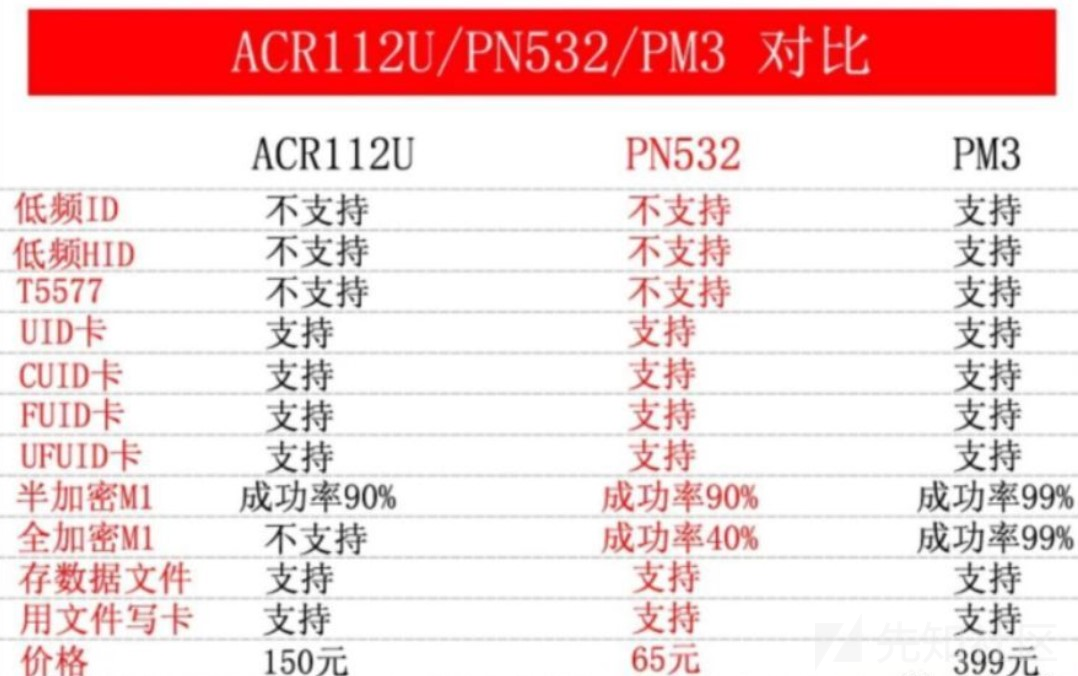 ACR112U/PN532/PM3 对比
ACR112U PN532 PM3
低频ID 不支持 不支持 支持
低频HID 不支持 不支持 支持
T5577 不支持 不支持 支持
UID卡 支持 支持 支持
CUID卡 支持 支持 支持
FUID卡 支持 支持 支持
UFUID卡 支持 支持 支持
半加密M1 成功率90% 成功率90% 成功率99%
全加密M1 不支持 成功率40% 成功率99%
存数据文件 支持 支持 支持
用文件写卡 支持 支持 支持
价格 150元 65元 399元
先知社区